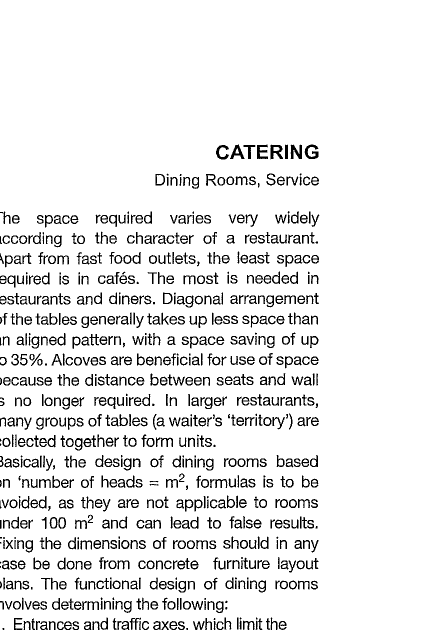 CATERING
Dining Rooms, Service
The space required varies very widely
according to the character of a restaurant.
Apart from fast food outlets, the least space
required is in cafés. The most is needed in
restaurants and diners. Diagonal arrangement
of the tables generally takes up less space than
an aligned pattern, with a space saving of up
to 35%. Alcoves are beneficial for use of space
because the distance between seats and wall
is no longer required. In larger restaurants,
many groups of tables (a waiter's 'territory') are
collected together to form units.
Basically, the design of dining rooms based
on 'number of heads = m², formulas is to be
avoided, as they are not applicable to rooms
under 100 m² and can lead to false results.
Fixing the dimensions of rooms should in any
case be done from concrete furniture layout
plans. The functional design of dining rooms
involves determining the following:
. Entrances and traffic axes, which limit the